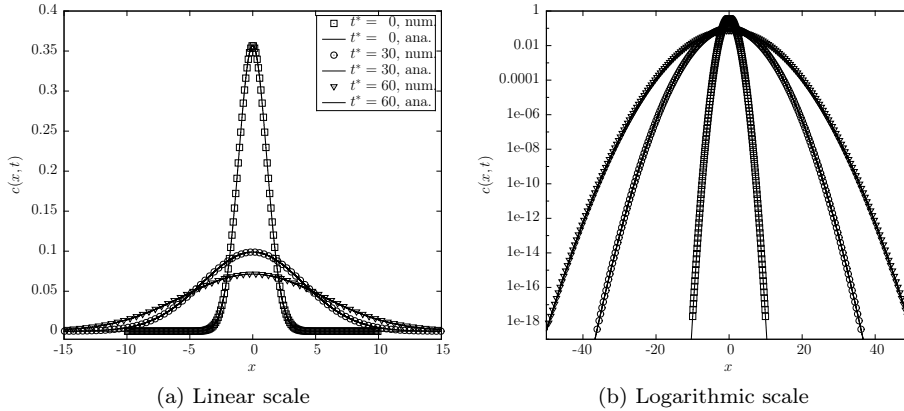 0.4
0.35
0.3
0.25
0.2
0.15
0.1
0.05
0
c(x, t)
-15 -10 -5 0 5 10 15
x
t* = 0, num.
t* = 0, ana.
t* = 30, num.
t* = 30, ana.
t* = 60, num.
t* = 60, ana.
(a) Linear scale
1
0.01
0.0001
1e-06
1e-08
1e-10
1e-12
1e-14
1e-16
1e-18
c(x, t)
-40 -20 0 20 40
x
(b) Logarithmic scale